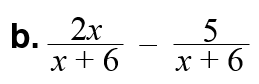 b. 2x/(x + 6) − 5/(x + 6)